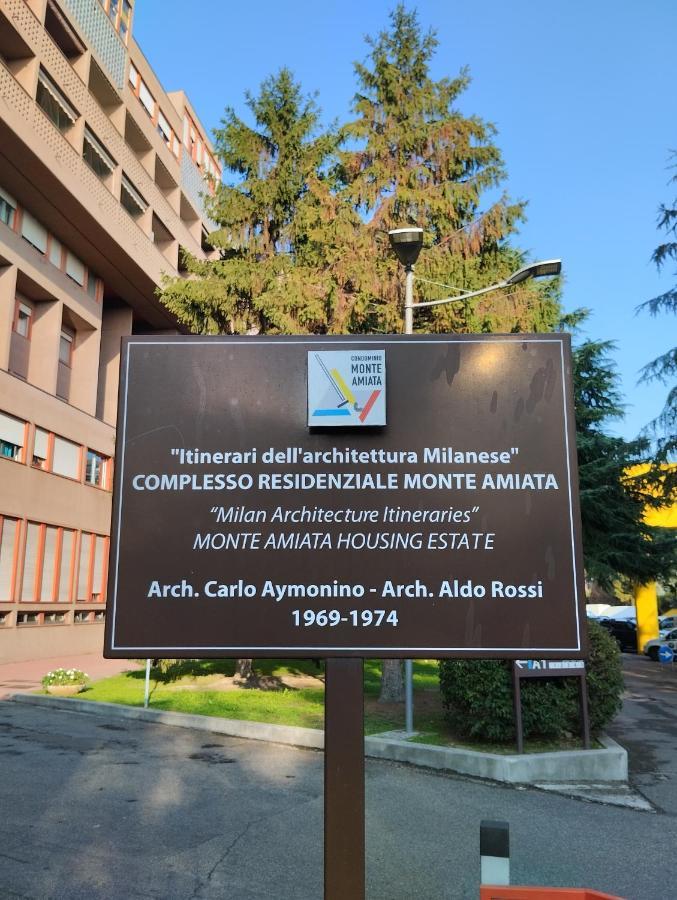 CONDOMINIO
MONTE
AMIATA
"Itinerari dell'architettura Milanese"
COMPLESSO RESIDENZIALE MONTE AMIATA
“Milan Architecture Itineraries”
MONTE AMIATA HOUSING ESTATE
Arch. Carlo Aymonino - Arch. Aldo Rossi
1969-1974